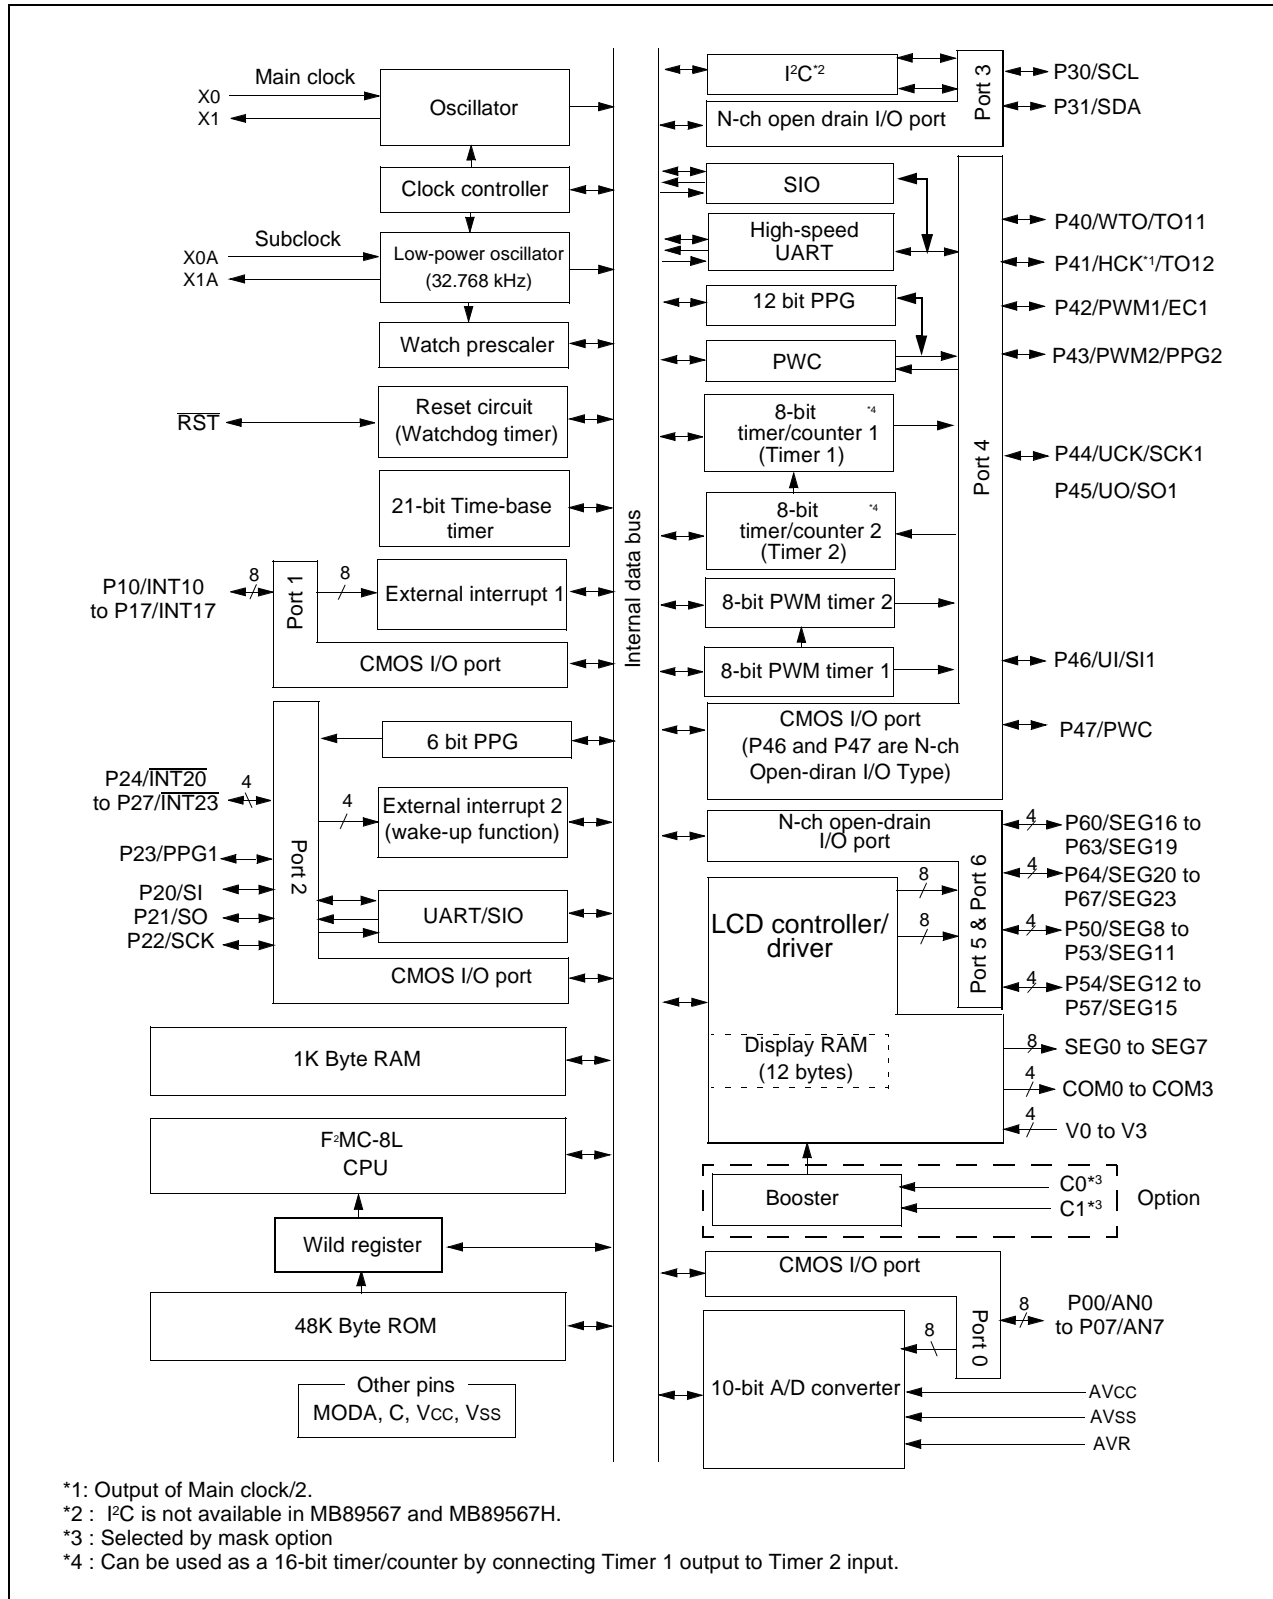 Main clock
X0
X1
Oscillator
Clock controller
Subclock
X0A
X1A
Low-power oscillator
(32.768 kHz)
Watch prescaler
RST
Reset circuit
(Watchdog timer)
21-bit Time-base
timer
P10/INT10
to P17/INT17
8
Port 1
8
External interrupt 1
CMOS I/O port
6 bit PPG
P24/INT20
to P27/INT23
4
Port 2
4
External interrupt 2
(wake-up function)
P23/PPG1
P20/SI
P21/SO
P22/SCK
UART/SIO
CMOS I/O port
1K Byte RAM
F²MC-8L
CPU
Wild register
48K Byte ROM
Other pins
MODA, C, VCC, VSS
Internal data bus
I²C*2
N-ch open drain I/O port
Port 3
P30/SCL
P31/SDA
SIO
High-speed
UART
12 bit PPG
PWC
8-bit *4
timer/counter 1
(Timer 1)
8-bit *4
timer/counter 2
(Timer 2)
8-bit PWM timer 2
8-bit PWM timer 1
CMOS I/O port
(P46 and P47 are N-ch
Open-diran I/O Type)
Port 4
P40/WTO/TO11
P41/HCK*1/TO12
P42/PWM1/EC1
P43/PWM2/PPG2
P44/UCK/SCK1
P45/UO/SO1
P46/UI/SI1
P47/PWC
N-ch open-drain
I/O port
LCD controller/
driver
8
8
Port 5 & Port 6
4
P60/SEG16 to
P63/SEG19
4
P64/SEG20 to
P67/SEG23
4
P50/SEG8 to
P53/SEG11
4
P54/SEG12 to
P57/SEG15
Display RAM
(12 bytes)
8
SEG0 to SEG7
4
COM0 to COM3
4
V0 to V3
Booster
C0*3
C1*3
Option
CMOS I/O port
Port 0
8
P00/AN0
to P07/AN7
8
10-bit A/D converter
AVCC
AVSS
AVR
*1: Output of Main clock/2.
*2 : I²C is not available in MB89567 and MB89567H.
*3 : Selected by mask option
*4 : Can be used as a 16-bit timer/counter by connecting Timer 1 output to Timer 2 input.